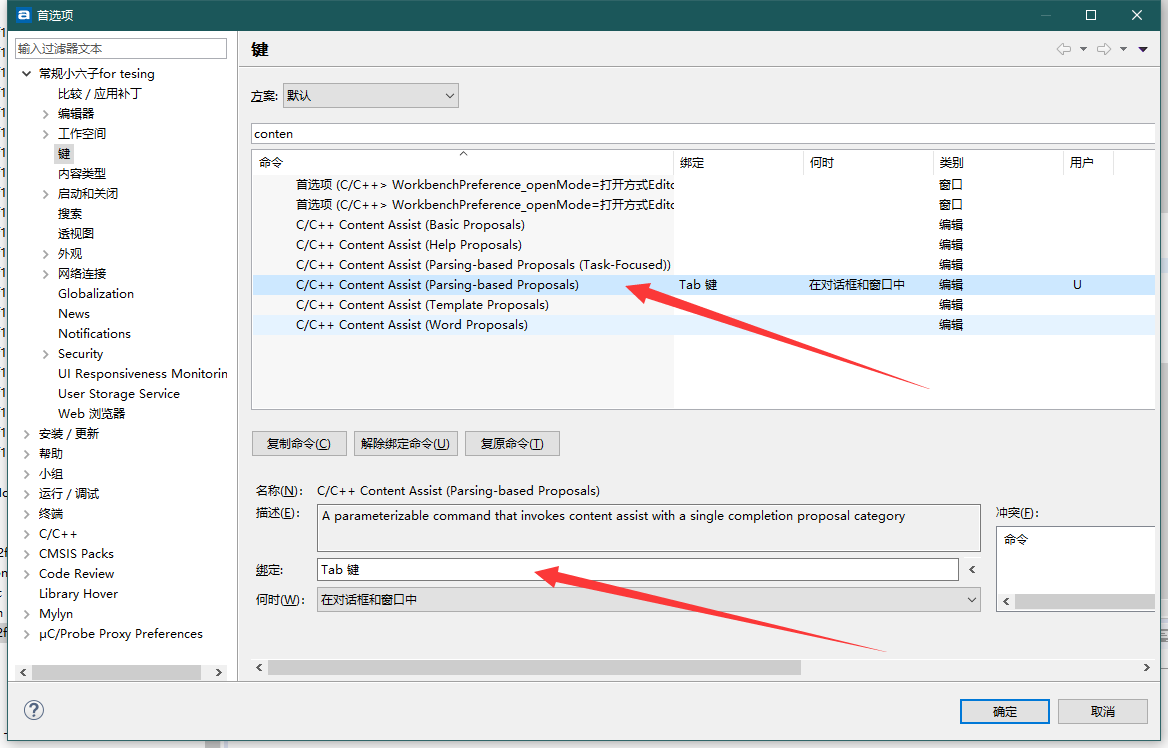 首选项
输入过滤器文本
常规小六子for tesing
比较 / 应用补丁
编辑器
工作空间
键
内容类型
启动和关闭
搜索
透视图
外观
网络连接
Globalization
News
Notifications
Security
UI Responsiveness Monitorin
User Storage Service
Web 浏览器
安装 / 更新
帮助
小组
运行 / 调试
终端
C/C++
CMSIS Packs
Code Review
Library Hover
Mylyn
µC/Probe Proxy Preferences
键
方案: 默认
conten
命令 绑定 何时 类别 用户
首选项 (C/C++> WorkbenchPreference_openMode=打开方式Edito 窗口
首选项 (C/C++> WorkbenchPreference_openMode=打开方式Edito 窗口
C/C++ Content Assist (Basic Proposals) 编辑
C/C++ Content Assist (Help Proposals) 编辑
C/C++ Content Assist (Parsing-based Proposals (Task-Focused)) 编辑
C/C++ Content Assist (Parsing-based Proposals) Tab 键 在对话框和窗口中 编辑 U
C/C++ Content Assist (Template Proposals) 编辑
C/C++ Content Assist (Word Proposals) 编辑
复制命令(C) 解除绑定命令(U) 复原命令(T)
名称(N): C/C++ Content Assist (Parsing-based Proposals)
描述(E): A parameterizable command that invokes content assist with a single completion proposal category
冲突(F):
命令
绑定: Tab 键
何时(W): 在对话框和窗口中
确定 取消